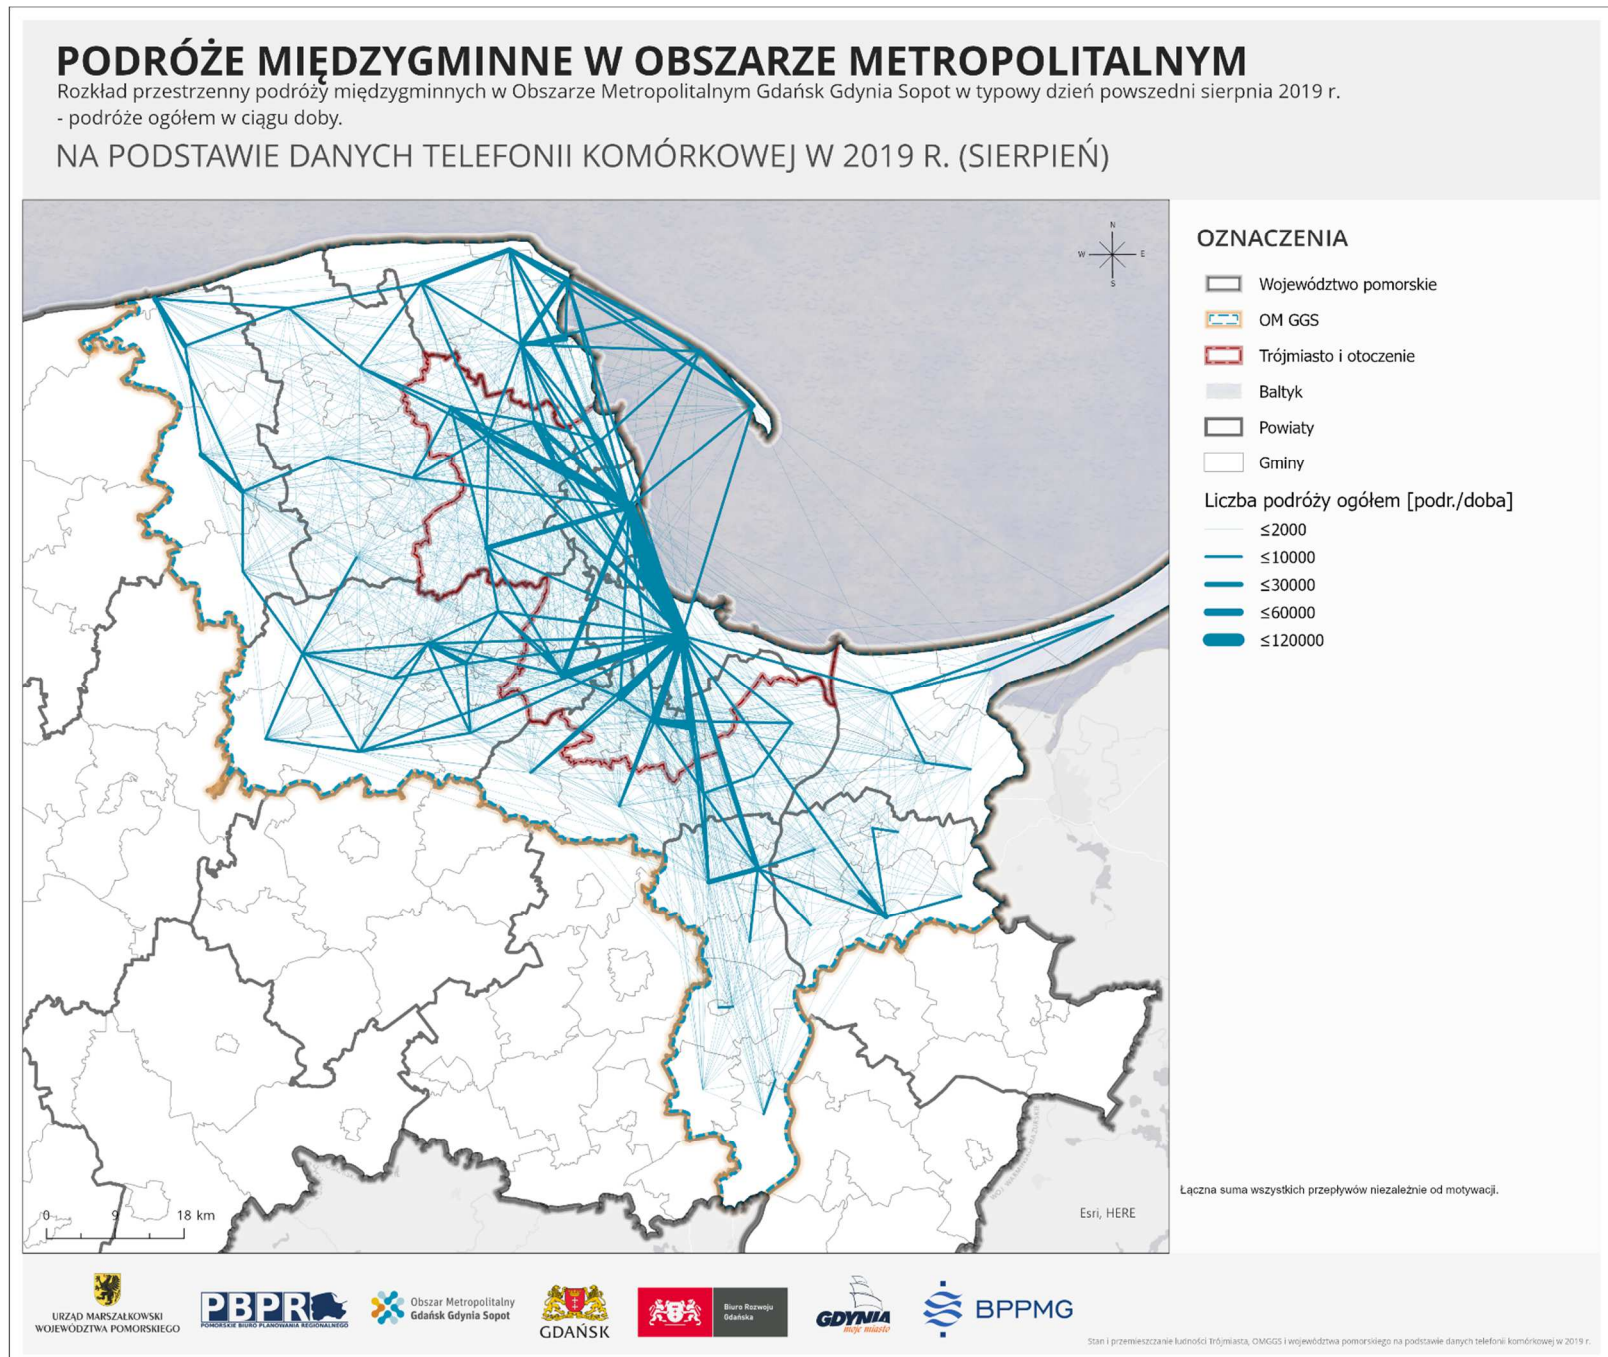 PODRÓŻE MIĘDZYGMINNE W OBSZARZE METROPOLITALNYM
Rozkład przestrzenny podróży międzygminnych w Obszarze Metropolitalnym Gdańsk Gdynia Sopot w typowy dzień powszedni sierpnia 2019 r.
- podróże ogółem w ciągu doby.
NA PODSTAWIE DANYCH TELEFONII KOMÓRKOWEJ W 2019 R. (SIERPIEŃ)
N
W E
S
OZNACZENIA
Województwo pomorskie
OM GGS
Trójmiasto i otoczenie
Bałtyk
Powiaty
Gminy
Liczba podróży ogółem [podr./doba]
≤2000
≤10000
≤30000
≤60000
≤120000
Łączna suma wszystkich przepływów niezależnie od motywacji.
0 9 18 km
Esri, HERE
URZĄD MARSZAŁKOWSKI
WOJEWÓDZTWA POMORSKIEGO
PBPR
POMORSKIE BIURO PLANOWANIA REGIONALNEGO
Obszar Metropolitalny
Gdańsk Gdynia Sopot
GDAŃSK
Biuro Rozwoju
Gdańska
GDYNIA
moje miasto
BPPMG
Stan i przemieszczanie ludności Trójmiasta, OMGGS i województwa pomorskiego na podstawie danych telefonii komórkowej w 2019 r.